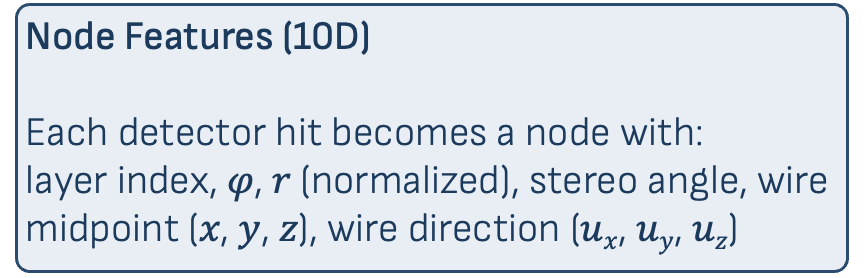 Node Features (10D)
Each detector hit becomes a node with:
layer index, φ, r (normalized), stereo angle, wire
midpoint (x, y, z), wire direction (uₓ, u_y, u_z)